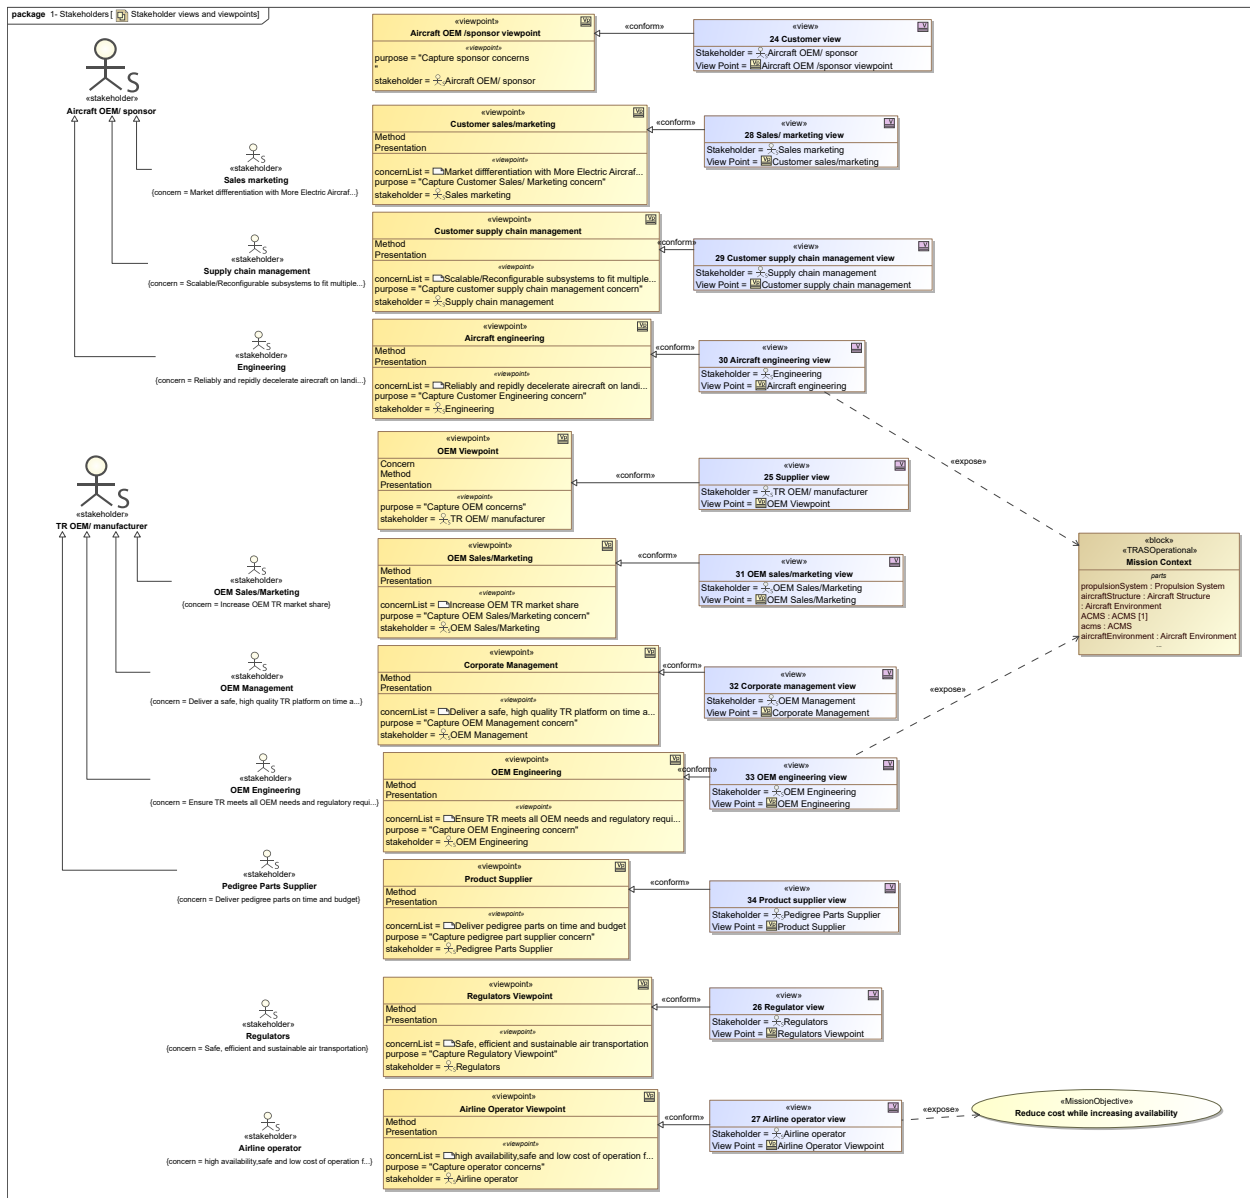 package 1- Stakeholders [ Stakeholder views and viewpoints]
S
«stakeholder»
Aircraft OEM/ sponsor
«viewpoint»
Aircraft OEM /sponsor viewpoint
«viewpoint»
purpose = "Capture sponsor concerns
"
stakeholder = Aircraft OEM/ sponsor
«conform»
«view»
24 Customer view
Stakeholder = Aircraft OEM/ sponsor
View Point = Aircraft OEM /sponsor viewpoint
S
«stakeholder»
Sales marketing
{concern = Market diffferentiation with More Electric Aircraf...}
«viewpoint»
Customer sales/marketing
Method
Presentation
«viewpoint»
concernList = Market diffferentiation with More Electric Aircraf...
purpose = "Capture Customer Sales/ Marketing concern"
stakeholder = Sales marketing
«conform»
«view»
28 Sales/ marketing view
Stakeholder = Sales marketing
View Point = Customer sales/marketing
S
«stakeholder»
Supply chain management
{concern = Scalable/Reconfigurable subsystems to fit multiple...}
«viewpoint»
Customer supply chain management
Method
Presentation
«viewpoint»
concernList = Scalable/Reconfigurable subsystems to fit multiple...
purpose = "Capture customer supply chain management concern"
stakeholder = Supply chain management
«conform»
«view»
29 Customer supply chain management view
Stakeholder = Supply chain management
View Point = Customer supply chain management
S
«stakeholder»
Engineering
{concern = Reliably and repidly decelerate airecraft on landi...}
«viewpoint»
Aircraft engineering
Method
Presentation
«viewpoint»
concernList = Reliably and repidly decelerate airecraft on landi...
purpose = "Capture Customer Engineering concern"
stakeholder = Engineering
«conform»
«view»
30 Aircraft engineering view
Stakeholder = Engineering
View Point = Aircraft engineering
«expose»
S
«stakeholder»
TR OEM/ manufacturer
«viewpoint»
OEM Viewpoint
Concern
Method
Presentation
«viewpoint»
purpose = "Capture OEM concerns"
stakeholder = TR OEM/ manufacturer
«conform»
«view»
25 Supplier view
Stakeholder = TR OEM/ manufacturer
View Point = OEM Viewpoint
«block»
«TRASOperational»
Mission Context
parts
propulsionSystem : Propulsion System
aircraftStructure : Aircraft Structure
: Aircraft Environment
ACMS : ACMS [1]
acms : ACMS
aircraftEnvironment : Aircraft Environment
...
S
«stakeholder»
OEM Sales/Marketing
{concern = Increase OEM TR market share}
«viewpoint»
OEM Sales/Marketing
Method
Presentation
«viewpoint»
concernList = Increase OEM TR market share
purpose = "Capture OEM Sales/Marketing concern"
stakeholder = OEM Sales/Marketing
«conform»
«view»
31 OEM sales/marketing view
Stakeholder = OEM Sales/Marketing
View Point = OEM Sales/Marketing
S
«stakeholder»
OEM Management
{concern = Deliver a safe, high quality TR platform on time a...}
«viewpoint»
Corporate Management
Method
Presentation
«viewpoint»
concernList = Deliver a safe, high quality TR platform on time a...
purpose = "Capture OEM Management concern"
stakeholder = OEM Management
«conform»
«view»
32 Corporate management view
Stakeholder = OEM Management
View Point = Corporate Management
«expose»
S
«stakeholder»
OEM Engineering
{concern = Ensure TR meets all OEM needs and regulatory requi...}
«viewpoint»
OEM Engineering
Method
Presentation
«viewpoint»
concernList = Ensure TR meets all OEM needs and regulatory requi...
purpose = "Capture OEM Engineering concern"
stakeholder = OEM Engineering
«conform»
«view»
33 OEM engineering view
Stakeholder = OEM Engineering
View Point = OEM Engineering
S
«stakeholder»
Pedigree Parts Supplier
{concern = Deliver pedigree parts on time and budget}
«viewpoint»
Product Supplier
Method
Presentation
«viewpoint»
concernList = Deliver pedigree parts on time and budget
purpose = "Capture pedigree part supplier concern"
stakeholder = Pedigree Parts Supplier
«conform»
«view»
34 Product supplier view
Stakeholder = Pedigree Parts Supplier
View Point = Product Supplier
S
«stakeholder»
Regulators
{concern = Safe, efficient and sustainable air transportation}
«viewpoint»
Regulators Viewpoint
Method
Presentation
«viewpoint»
concernList = Safe, efficient and sustainable air transportation
purpose = "Capture Regulatory Viewpoint"
stakeholder = Regulators
«conform»
«view»
26 Regulator view
Stakeholder = Regulators
View Point = Regulators Viewpoint
S
«stakeholder»
Airline operator
{concern = high availability,safe and low cost of operation f...}
«viewpoint»
Airline Operator Viewpoint
Method
Presentation
«viewpoint»
concernList = high availability,safe and low cost of operation f...
purpose = "Capture operator concerns"
stakeholder = Airline operator
«conform»
«view»
27 Airline operator view
Stakeholder = Airline operator
View Point = Airline Operator Viewpoint
«expose»
«MissionObjective»
Reduce cost while increasing availability